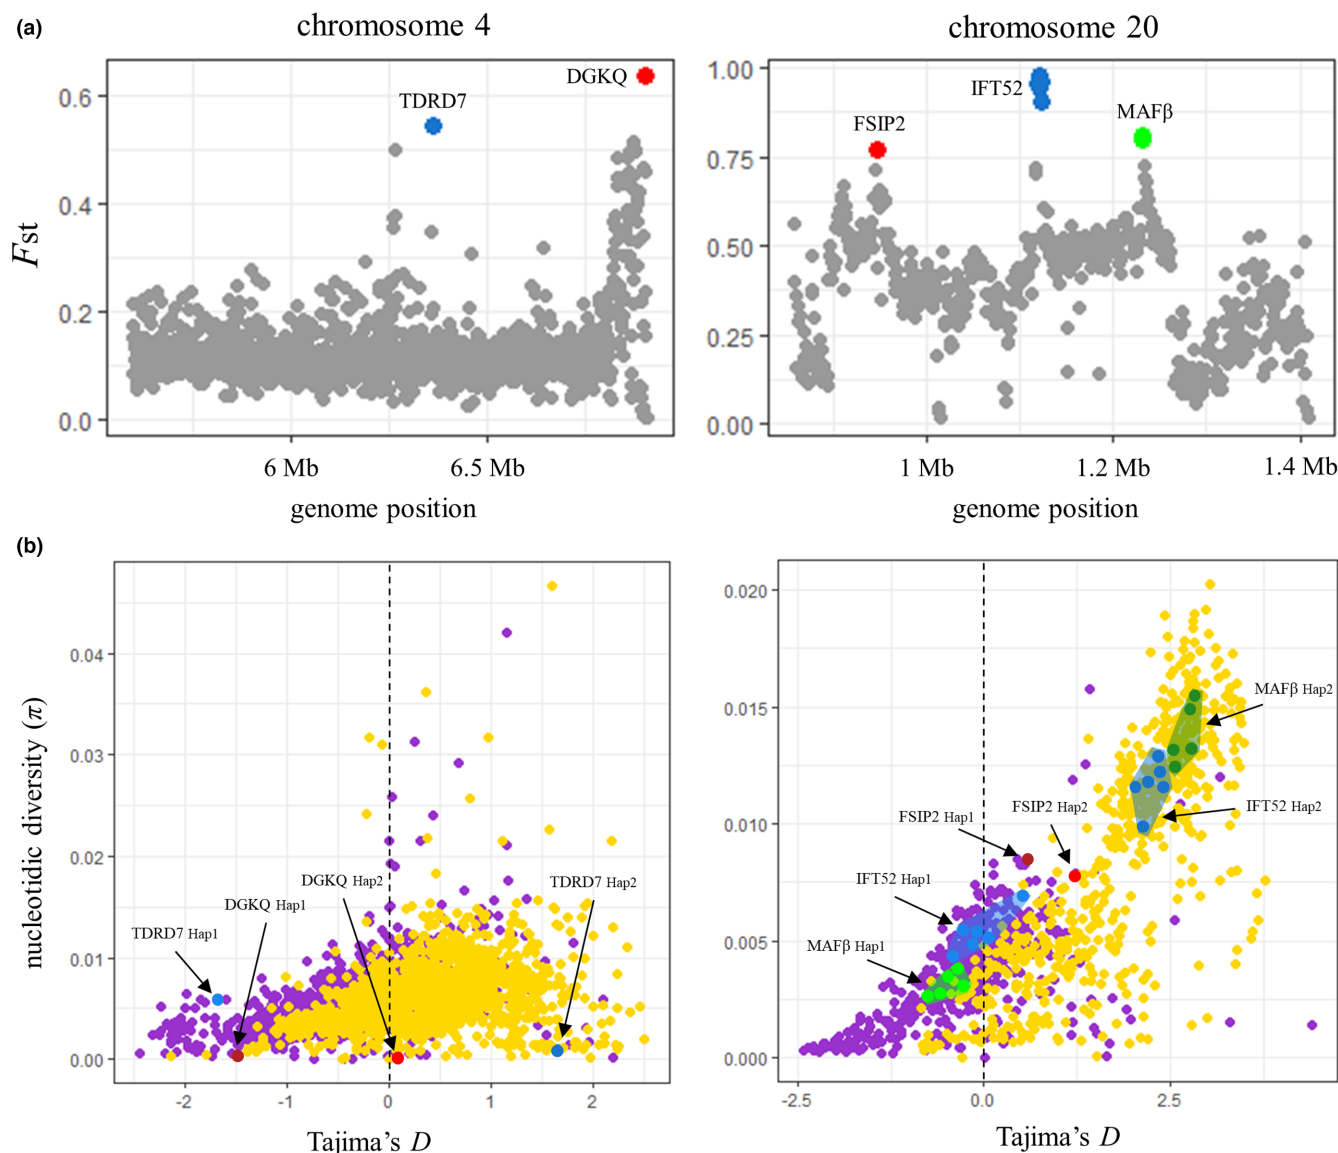 (a)
chromosome 4
chromosome 20
DGKQ
TDRD7
IFT52
MAFβ
FSIP2
Fst
0.6
0.4
0.2
0.0
1.00
0.75
0.50
0.25
0.00
6 Mb
6.5 Mb
1 Mb
1.2 Mb
1.4 Mb
genome position
genome position
(b)
nucleotidic diversity (π)
0.04
0.03
0.02
0.01
0.00
DGKQ Hap2
TDRD7 Hap2
DGKQ Hap1
TDRD7 Hap1
-2
-1
0
1
2
Tajima's D
0.020
0.015
0.010
0.005
0.000
MAFβ Hap2
FSIP2 Hap1
FSIP2 Hap2
IFT52 Hap2
IFT52 Hap1
MAFβ Hap1
-2.5
0.0
2.5
Tajima's D